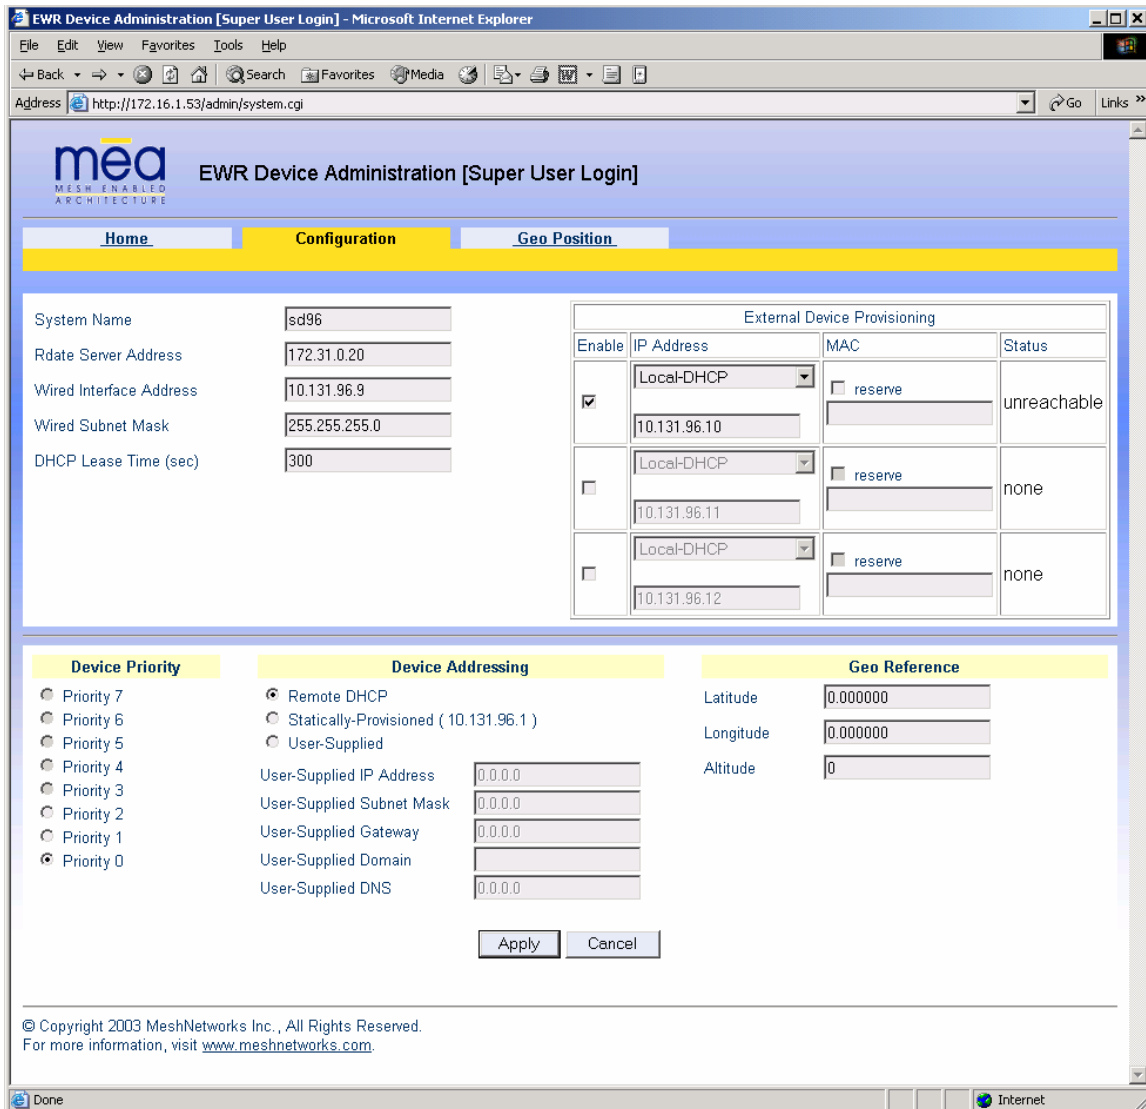 EWR Device Administration [Super User Login] - Microsoft Internet Explorer
File Edit View Favorites Tools Help
Back Search Favorites Media
Address http://172.16.1.53/admin/system.cgi Go Links »
mea
MESH ENABLED
ARCHITECTURE
EWR Device Administration [Super User Login]
Home Configuration Geo Position
System Name sd96
Rdate Server Address 172.31.0.20
Wired Interface Address 10.131.96.9
Wired Subnet Mask 255.255.255.0
DHCP Lease Time (sec) 300
External Device Provisioning
Enable IP Address MAC Status
Local-DHCP reserve unreachable
10.131.96.10
Local-DHCP reserve none
10.131.96.11
Local-DHCP reserve none
10.131.96.12
Device Priority
Priority 7
Priority 6
Priority 5
Priority 4
Priority 3
Priority 2
Priority 1
Priority 0
Device Addressing
Remote DHCP
Statically-Provisioned ( 10.131.96.1 )
User-Supplied
User-Supplied IP Address 0.0.0.0
User-Supplied Subnet Mask 0.0.0.0
User-Supplied Gateway 0.0.0.0
User-Supplied Domain
User-Supplied DNS 0.0.0.0
Geo Reference
Latitude 0.000000
Longitude 0.000000
Altitude 0
Apply Cancel
© Copyright 2003 MeshNetworks Inc., All Rights Reserved.
For more information, visit www.meshnetworks.com.
Done Internet